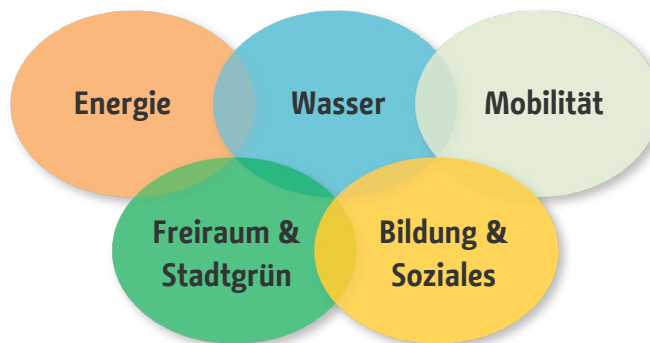 Energie
Wasser
Mobilität
Freiraum &
Stadtgrün
Bildung &
Soziales